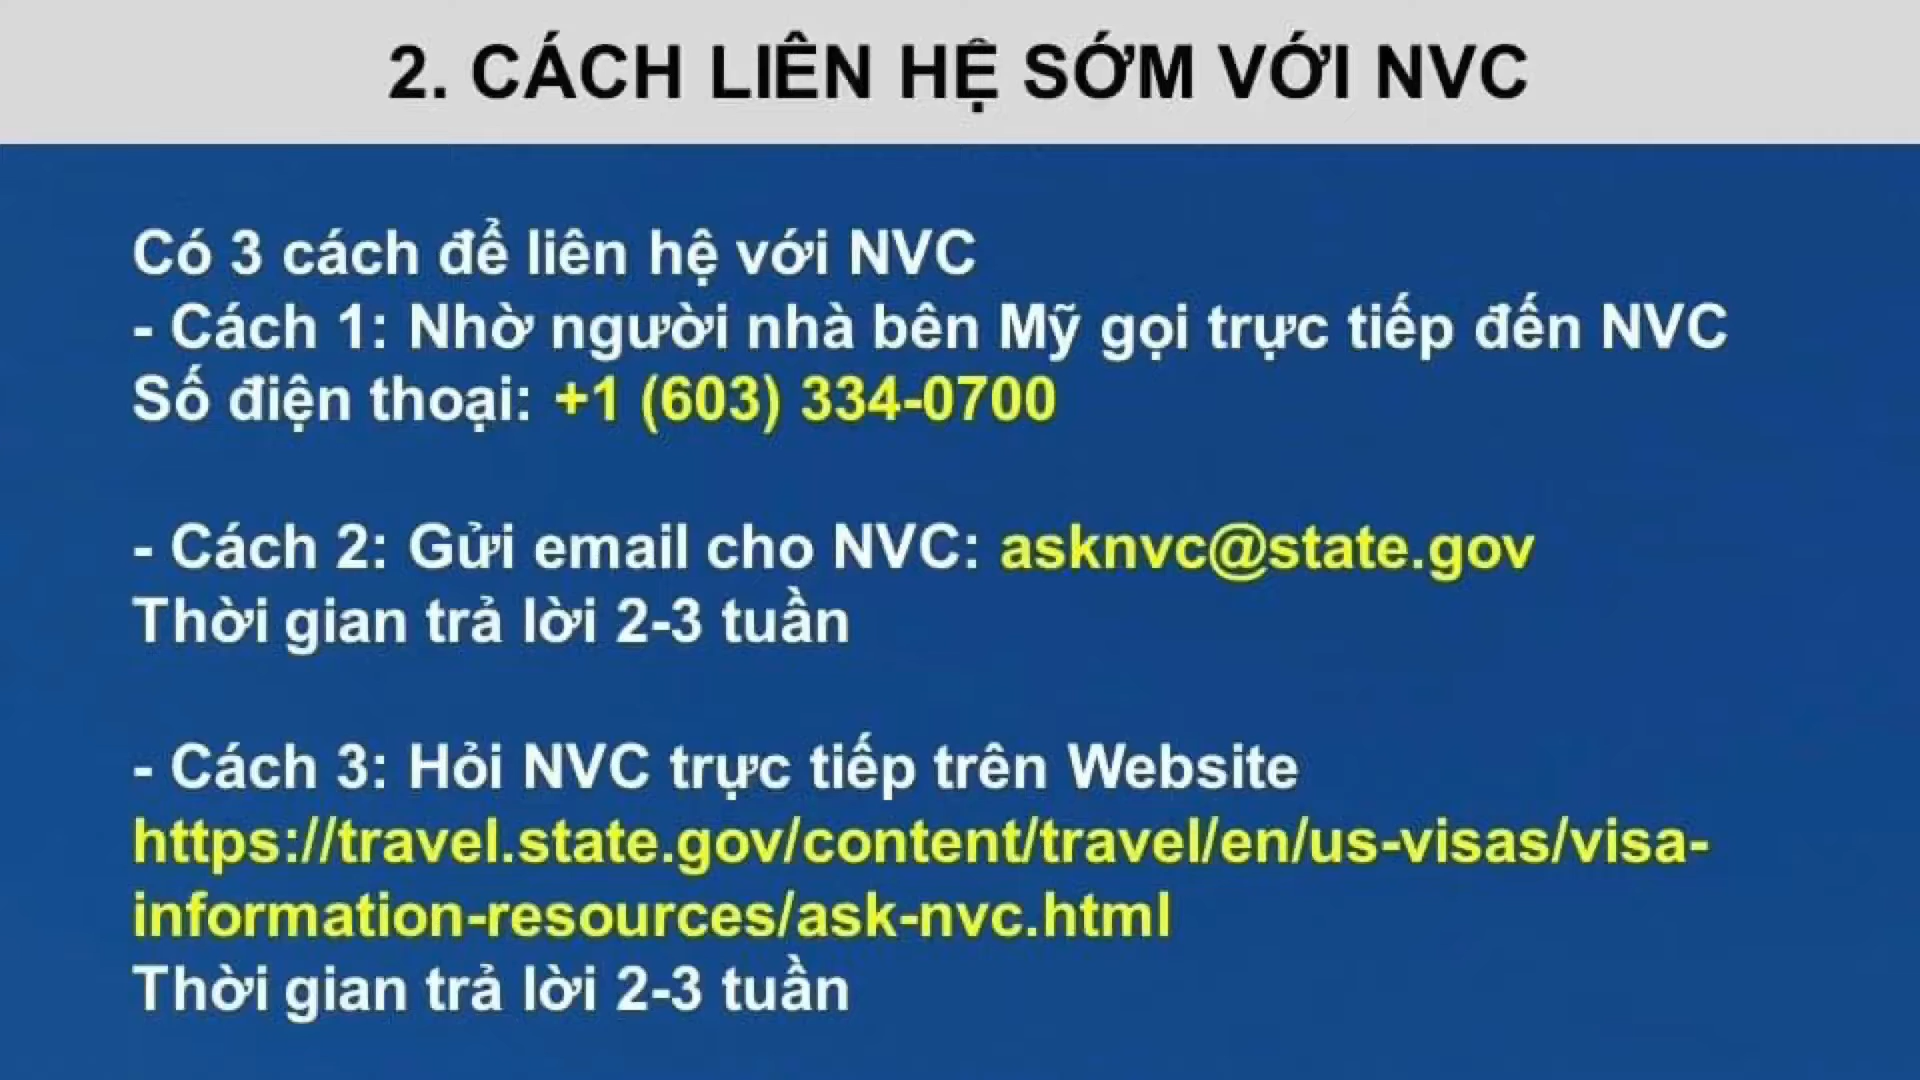 2. CÁCH LIÊN HỆ SỚM VỚI NVC
Có 3 cách để liên hệ với NVC
- Cách 1: Nhờ người nhà bên Mỹ gọi trực tiếp đến NVC
Số điện thoại: +1 (603) 334-0700
- Cách 2: Gửi email cho NVC: asknvc@state.gov
Thời gian trả lời 2-3 tuần
- Cách 3: Hỏi NVC trực tiếp trên Website
https://travel.state.gov/content/travel/en/us-visas/visa-
information-resources/ask-nvc.html
Thời gian trả lời 2-3 tuần